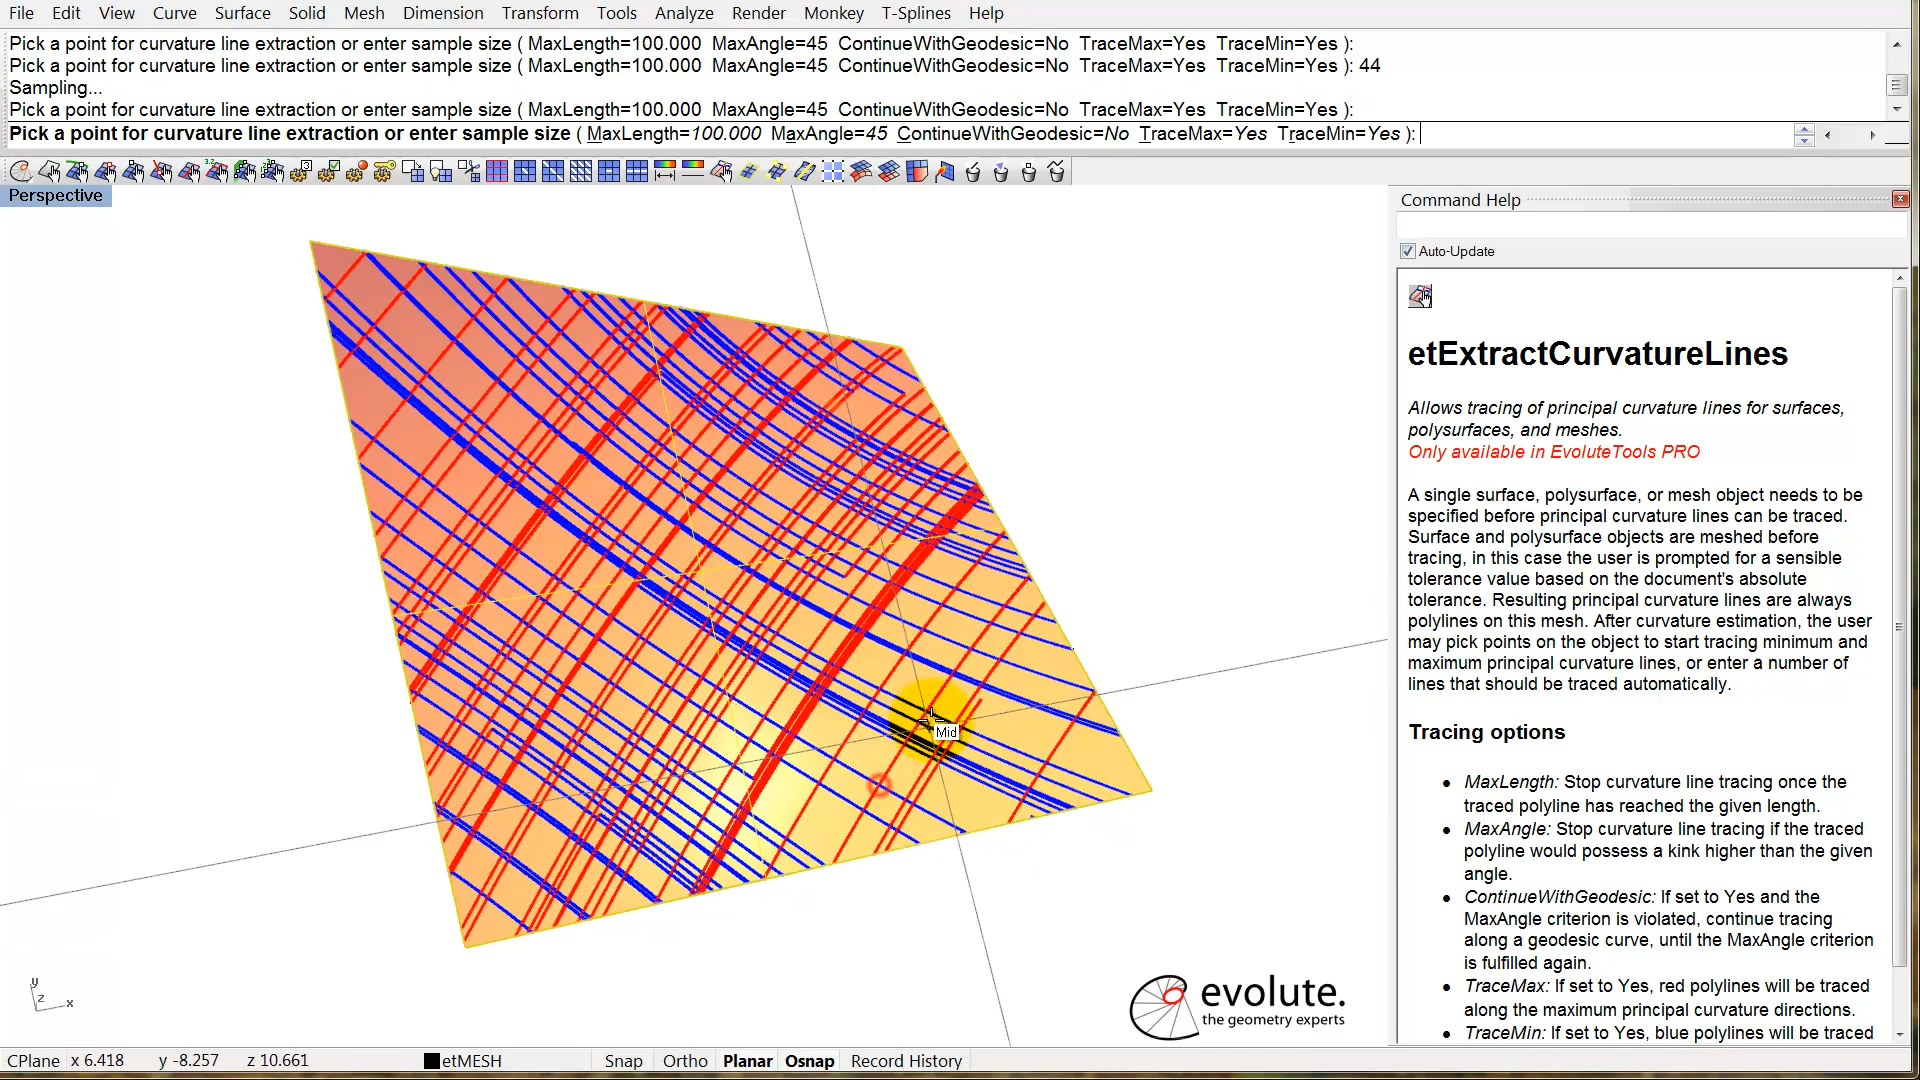 File Edit View Curve Surface Solid Mesh Dimension Transform Tools Analyze Render Monkey T-Splines Help
Pick a point for curvature line extraction or enter sample size ( MaxLength=100.000 MaxAngle=45 ContinueWithGeodesic=No TraceMax=Yes TraceMin=Yes ):
Pick a point for curvature line extraction or enter sample size ( MaxLength=100.000 MaxAngle=45 ContinueWithGeodesic=No TraceMax=Yes TraceMin=Yes ): 44
Sampling...
Pick a point for curvature line extraction or enter sample size ( MaxLength=100.000 MaxAngle=45 ContinueWithGeodesic=No TraceMax=Yes TraceMin=Yes ):
Pick a point for curvature line extraction or enter sample size ( MaxLength=100.000 MaxAngle=45 ContinueWithGeodesic=No TraceMax=Yes TraceMin=Yes ):
Perspective
Mid
evolute.
the geometry experts
y
z
x
Command Help
Auto-Update
etExtractCurvatureLines
Allows tracing of principal curvature lines for surfaces,
polysurfaces, and meshes.
Only available in EvoluteTools PRO
A single surface, polysurface, or mesh object needs to be
specified before principal curvature lines can be traced.
Surface and polysurface objects are meshed before
tracing, in this case the user is prompted for a sensible
tolerance value based on the document's absolute
tolerance. Resulting principal curvature lines are always
polylines on this mesh. After curvature estimation, the user
may pick points on the object to start tracing minimum and
maximum principal curvature lines, or enter a number of
lines that should be traced automatically.
Tracing options
• MaxLength: Stop curvature line tracing once the
traced polyline has reached the given length.
• MaxAngle: Stop curvature line tracing if the traced
polyline would possess a kink higher than the given
angle.
• ContinueWithGeodesic: If set to Yes and the
MaxAngle criterion is violated, continue tracing
along a geodesic curve, until the MaxAngle criterion
is fulfilled again.
• TraceMax: If set to Yes, red polylines will be traced
along the maximum principal curvature directions.
• TraceMin: If set to Yes, blue polylines will be traced
CPlane x 6.418 y -8.257 z 10.661 etMESH Snap Ortho Planar Osnap Record History